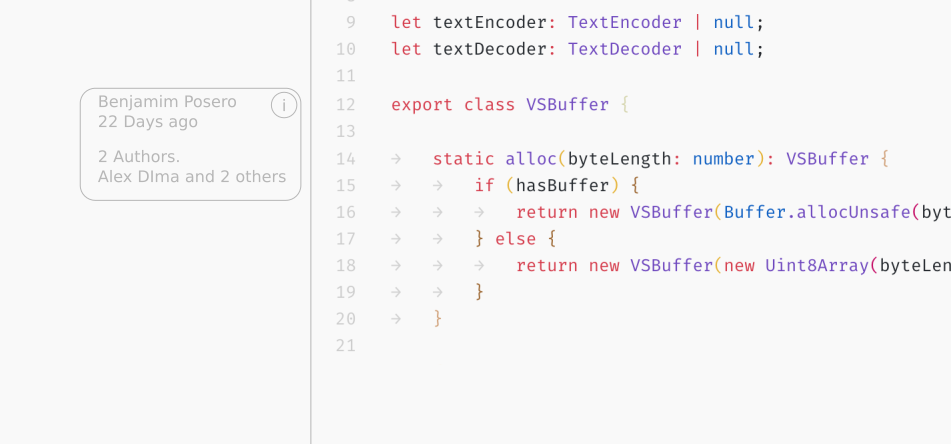 Benjamim Posero
22 Days ago
i
2 Authors.
Alex DIma and 2 others
9 let textEncoder: TextEncoder | null;
10 let textDecoder: TextDecoder | null;
11
12 export class VSBuffer {
13
14 → static alloc(byteLength: number): VSBuffer {
15 → → if (hasBuffer) {
16 → → → return new VSBuffer(Buffer.allocUnsafe(byt
17 → → } else {
18 → → → return new VSBuffer(new Uint8Array(byteLen
19 → → }
20 → }
21